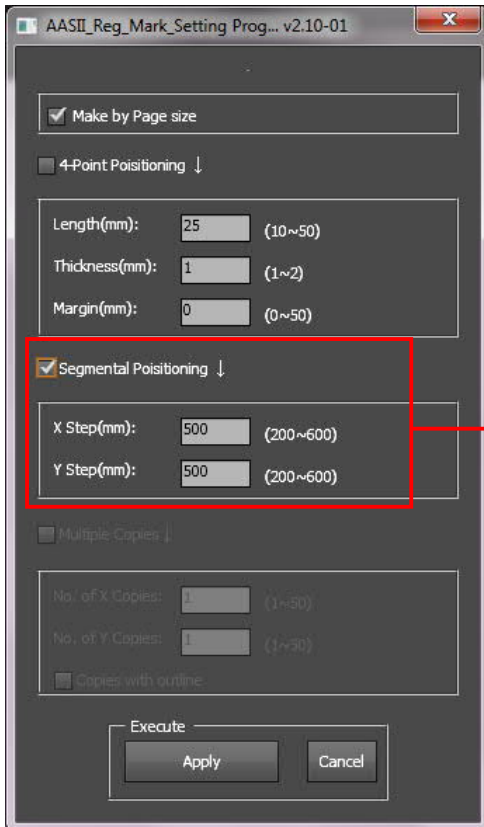 AASII_Reg_Mark_Setting Prog... v2.10-01
Make by Page size
4-Point Poisitioning ↓
Length(mm): 25 (10~50)
Thickness(mm): 1 (1~2)
Margin(mm): 0 (0~50)
Segmental Poisitioning ↓
X Step(mm): 500 (200~600)
Y Step(mm): 500 (200~600)
Multiple Copies ↓
No. of X Copies: 1 (1~50)
No. of Y Copies: 1 (1~50)
Copies with outline
Execute
Apply Cancel